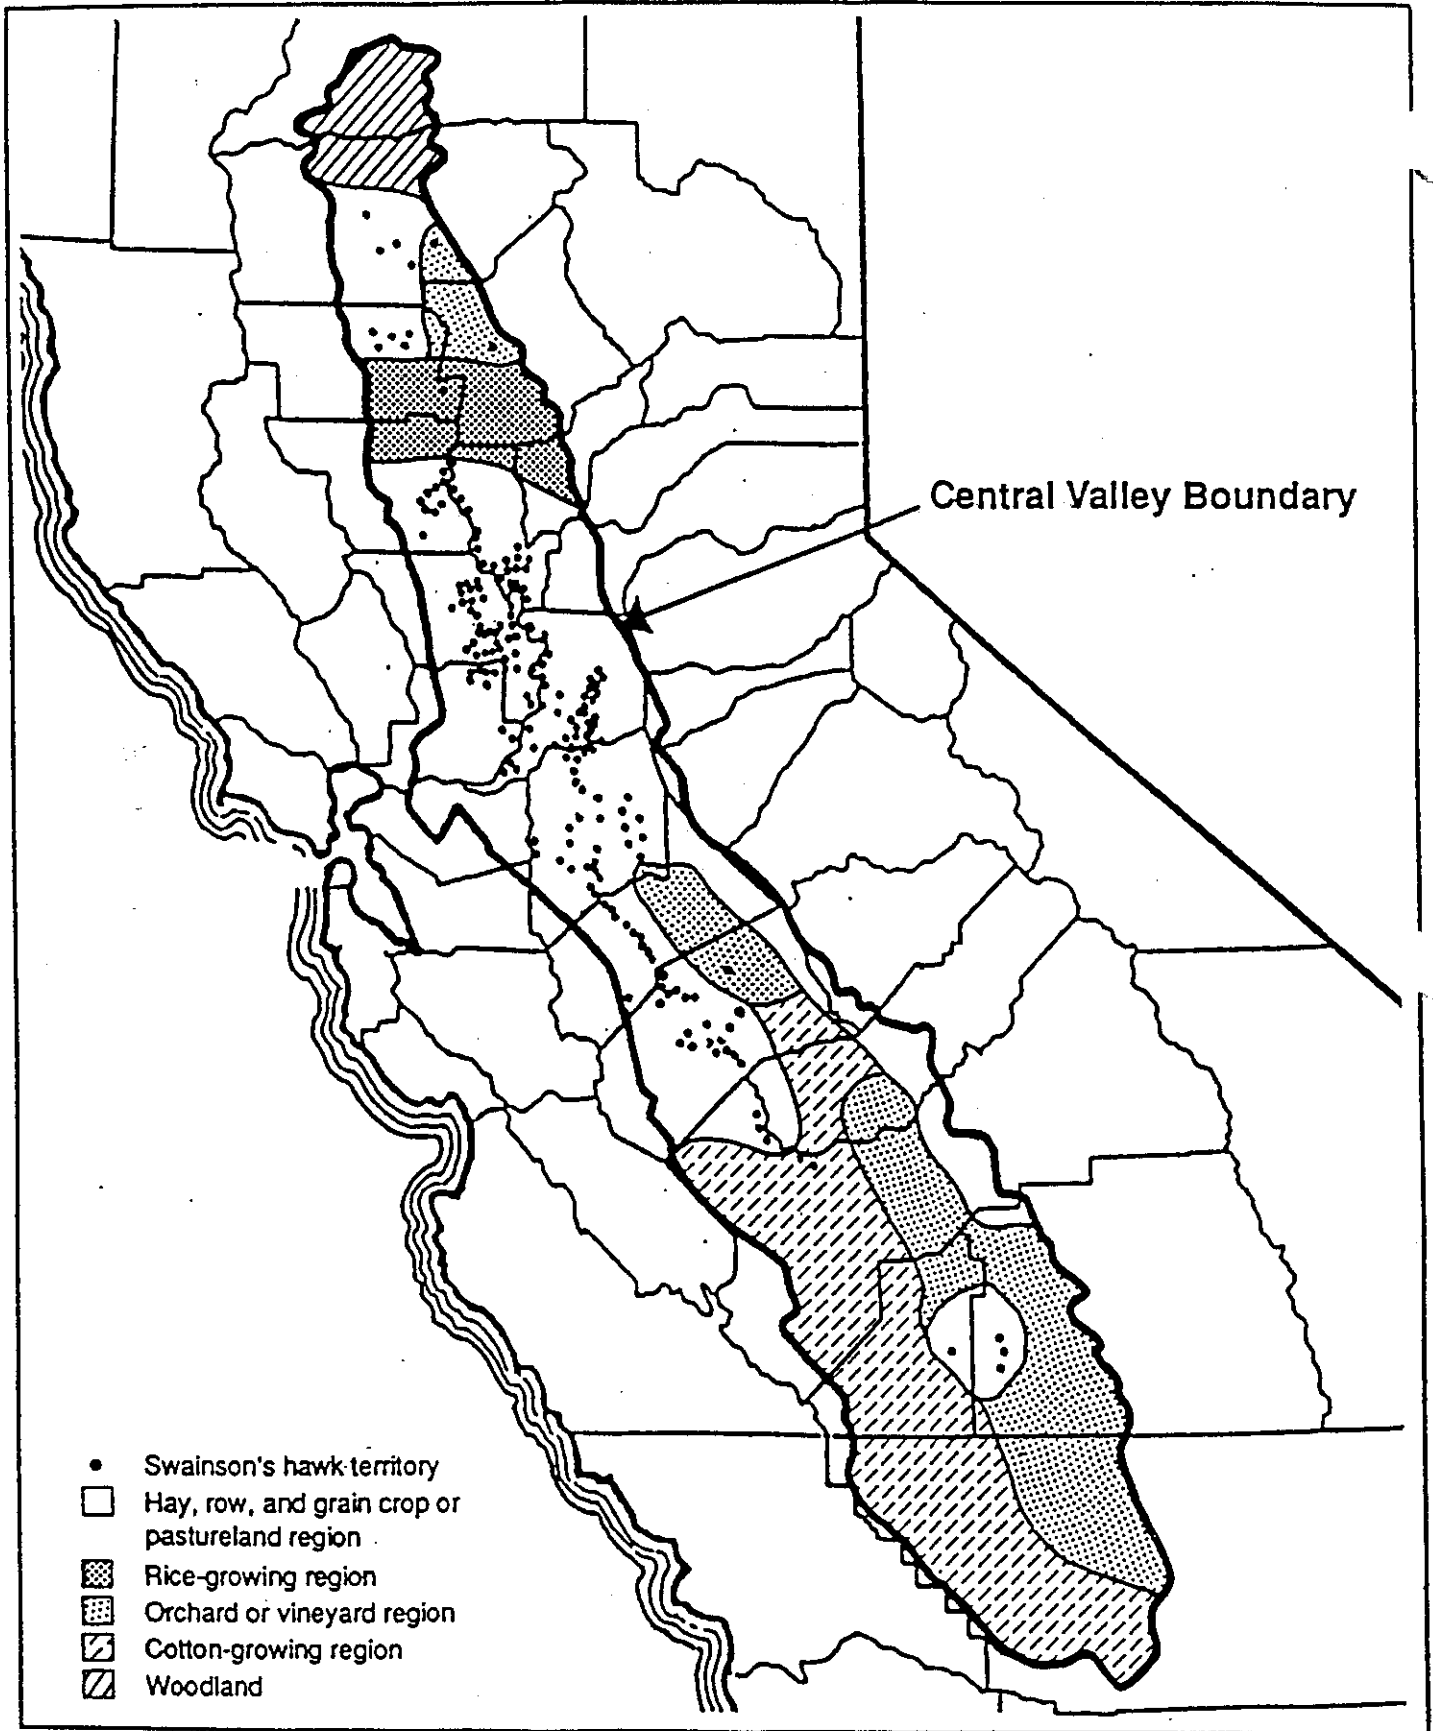 Central Valley Boundary
Swainson's hawk territory
Hay, row, and grain crop or
pastureland region
Rice-growing region
Orchard or vineyard region
Cotton-growing region
Woodland